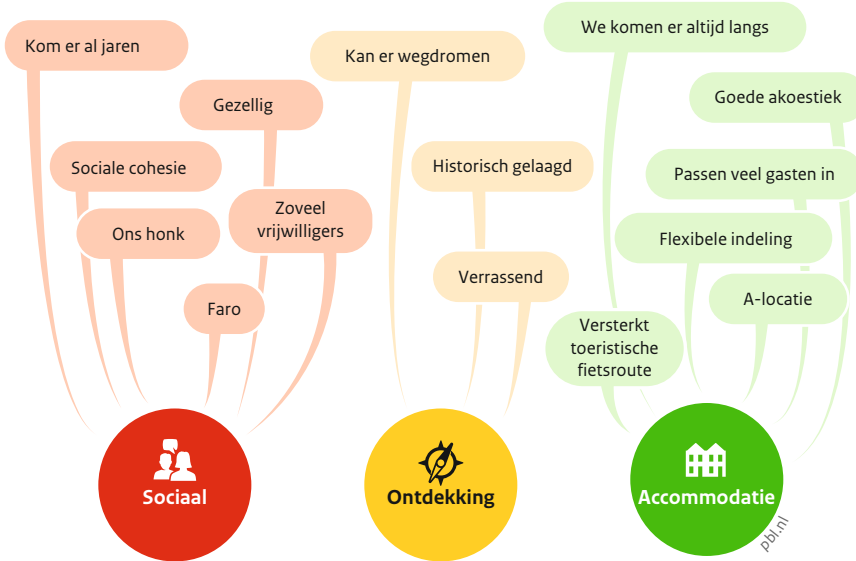 Kom er al jaren
Gezellig
Sociale cohesie
Zoveel
vrijwilligers
Ons honk
Faro
Sociaal
Kan er wegdromen
Historisch gelaagd
Verrassend
Ontdekking
We komen er altijd langs
Goede akoestiek
Passen veel gasten in
Flexibele indeling
A-locatie
Versterkt
toeristische
fietsroute
Accommodatie
pbl.nl